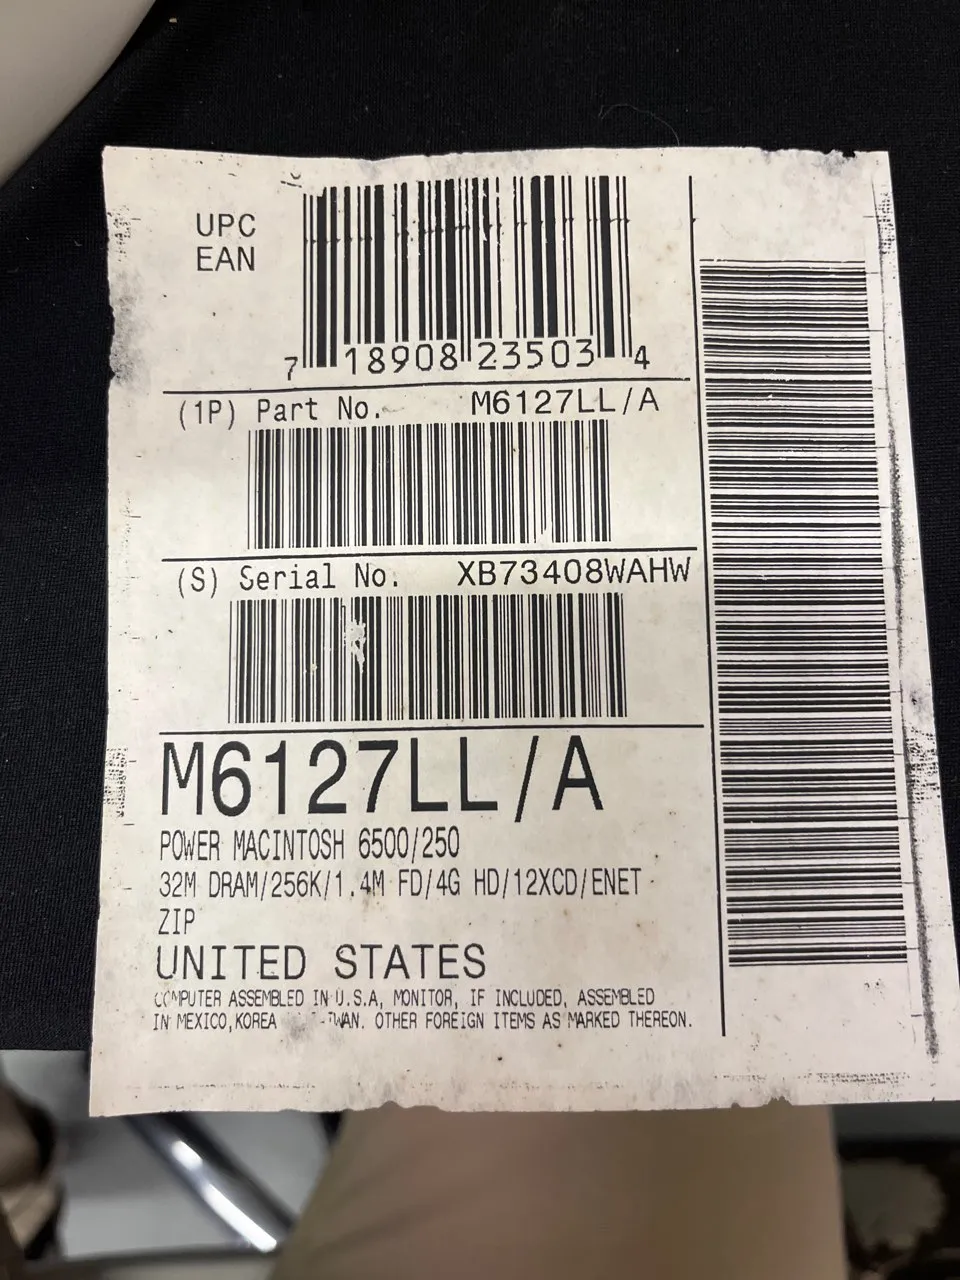 UPC
EAN
7 18908 23503 4
(1P) Part No. M6127LL/A
(S) Serial No. XB73408WAHW
M6127LL/A
POWER MACINTOSH 6500/250
32M DRAM/256K/1.4M FD/4G HD/12XCD/ENET
ZIP
UNITED STATES
COMPUTER ASSEMBLED IN U.S.A, MONITOR, IF INCLUDED, ASSEMBLED
IN MEXICO,KOREA . OTHER FOREIGN ITEMS AS MARKED THEREON.